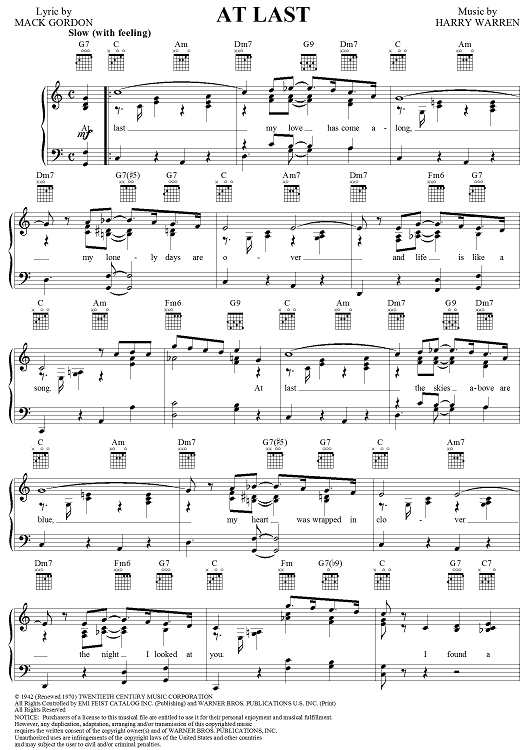 Lyric by
MACK GORDON
AT LAST
Music by
HARRY WARREN
Slow (with feeling)
G7 C Am Dm7 G9 C Am
mf
At last my love has come a - long,
Dm7 G7(♯5) G7 C Am7 Dm7 Fm6 G7
my lone - ly days are o - ver and life is like a
C Am Fm6 G9 C Am Dm7 G9 Dm7
song. At last the skies a - bove are
C Am Dm7 G7(♯5) G7 C Am7
blue, my heart was wrapped in clo - ver
Dm7 Fm6 G7 C Fm6 Fm G7(♭9) C Fm7 C G7 C7
the night I looked at you. I found a
© 1942 (Renewed 1970) TWENTIETH CENTURY MUSIC CORPORATION
All Rights Controlled by EMI FEIST CATALOG INC. (Publishing) and WARNER BROS. PUBLICATIONS U.S. INC. (Print)
All Rights Reserved
NOTICE: Purchasers of a license to this musical file are entitled to use it for their personal enjoyment and musical fulfillment.
However, any duplication, adaptation, arranging and/or transmission of this copyrighted music
requires the written consent of the copyright owner(s) and of WARNER BROS. PUBLICATIONS, INC.
Unauthorized uses are infringements of the copyright laws of the United States and other countries
and may subject the user to civil and/or criminal penalties.